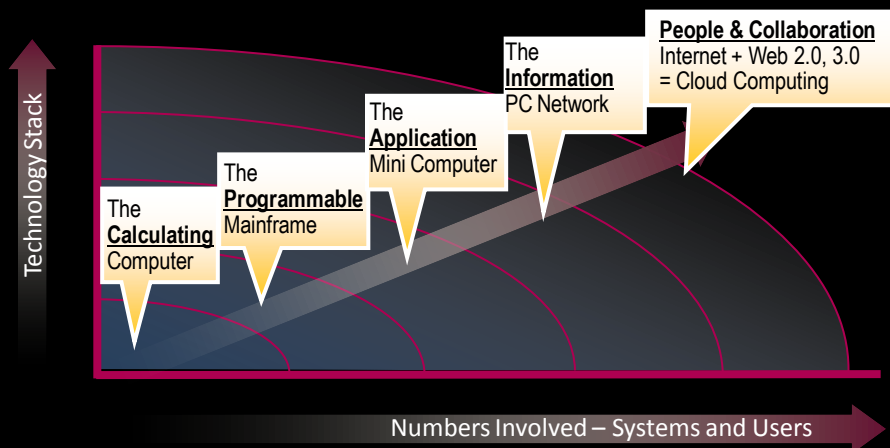 Technology Stack
The
Calculating
Computer
The
Programmable
Mainframe
The
Application
Mini Computer
The
Information
PC Network
People & Collaboration
Internet + Web 2.0, 3.0
= Cloud Computing
Numbers Involved – Systems and Users